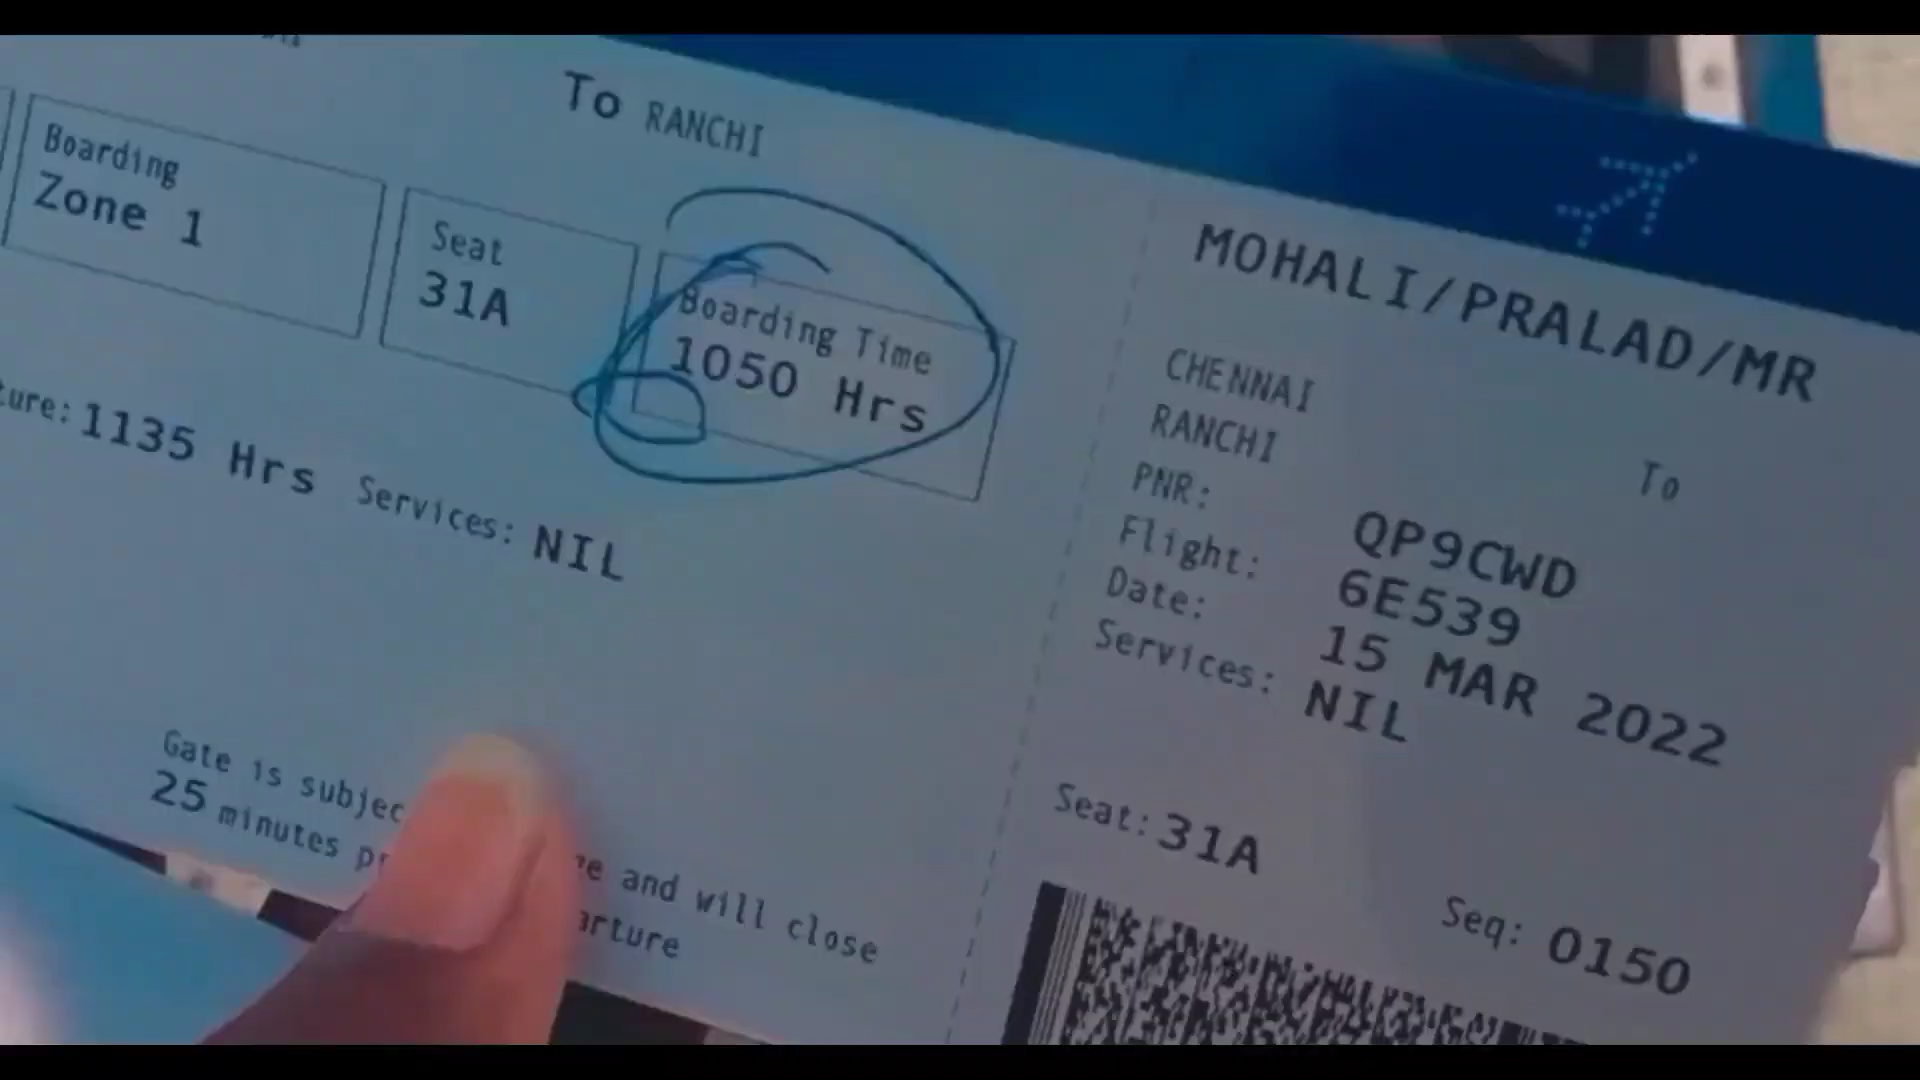 To RANCHI
Boarding
Zone 1
Seat
31A
Boarding Time
1050 Hrs
ture: 1135 Hrs Services: NIL
Gate is subjec
25 minutes pr
and will close
arture
MOHALI/PRALAD/MR
CHENNAI
To
RANCHI
PNR: QP9CWD
Flight: 6E539
Date: 15 MAR 2022
Services: NIL
Seat: 31A
Seq: 0150